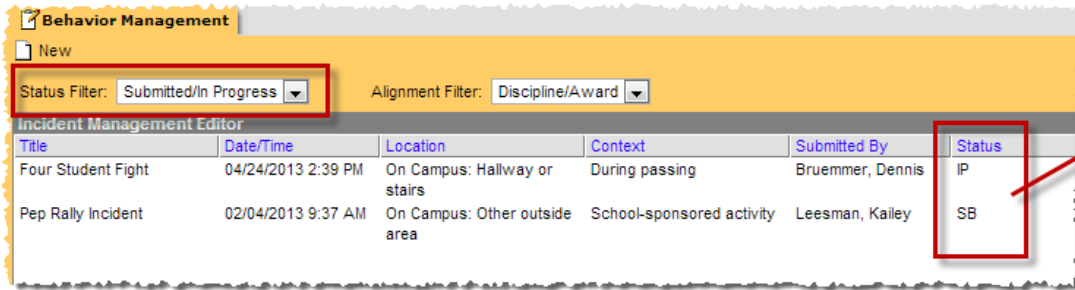 Behavior Management
New
Status Filter: Submitted/In Progress Alignment Filter: Discipline/Award
Incident Management Editor
Title Date/Time Location Context Submitted By Status
Four Student Fight 04/24/2013 2:39 PM On Campus: Hallway or During passing Bruemmer, Dennis IP
stairs
Pep Rally Incident 02/04/2013 9:37 AM On Campus: Other outside School-sponsored activity Leesman, Kailey SB
area